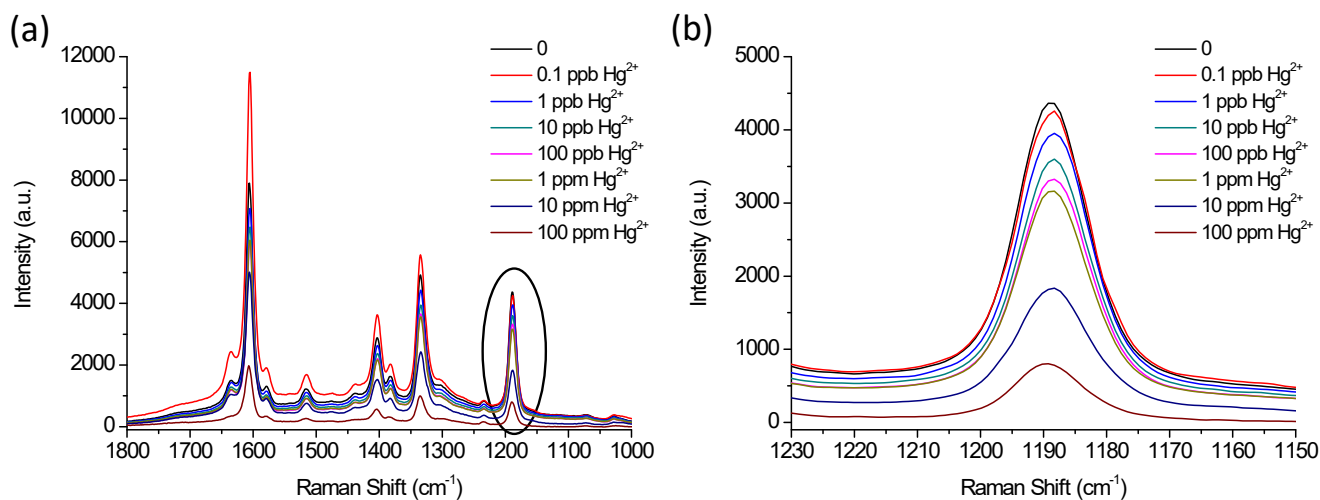 (a)
12000
10000
8000
6000
4000
2000
0
Intensity (a.u.)
1800 1700 1600 1500 1400 1300 1200 1100 1000
Raman Shift (cm⁻¹)
0
0.1 ppb Hg²⁺
1 ppb Hg²⁺
10 ppb Hg²⁺
100 ppb Hg²⁺
1 ppm Hg²⁺
10 ppm Hg²⁺
100 ppm Hg²⁺
(b)
5000
4000
3000
2000
1000
0
Intensity (a.u.)
1230 1220 1210 1200 1190 1180 1170 1160 1150
Raman Shift (cm⁻¹)
0
0.1 ppb Hg²⁺
1 ppb Hg²⁺
10 ppb Hg²⁺
100 ppb Hg²⁺
1 ppm Hg²⁺
10 ppm Hg²⁺
100 ppm Hg²⁺